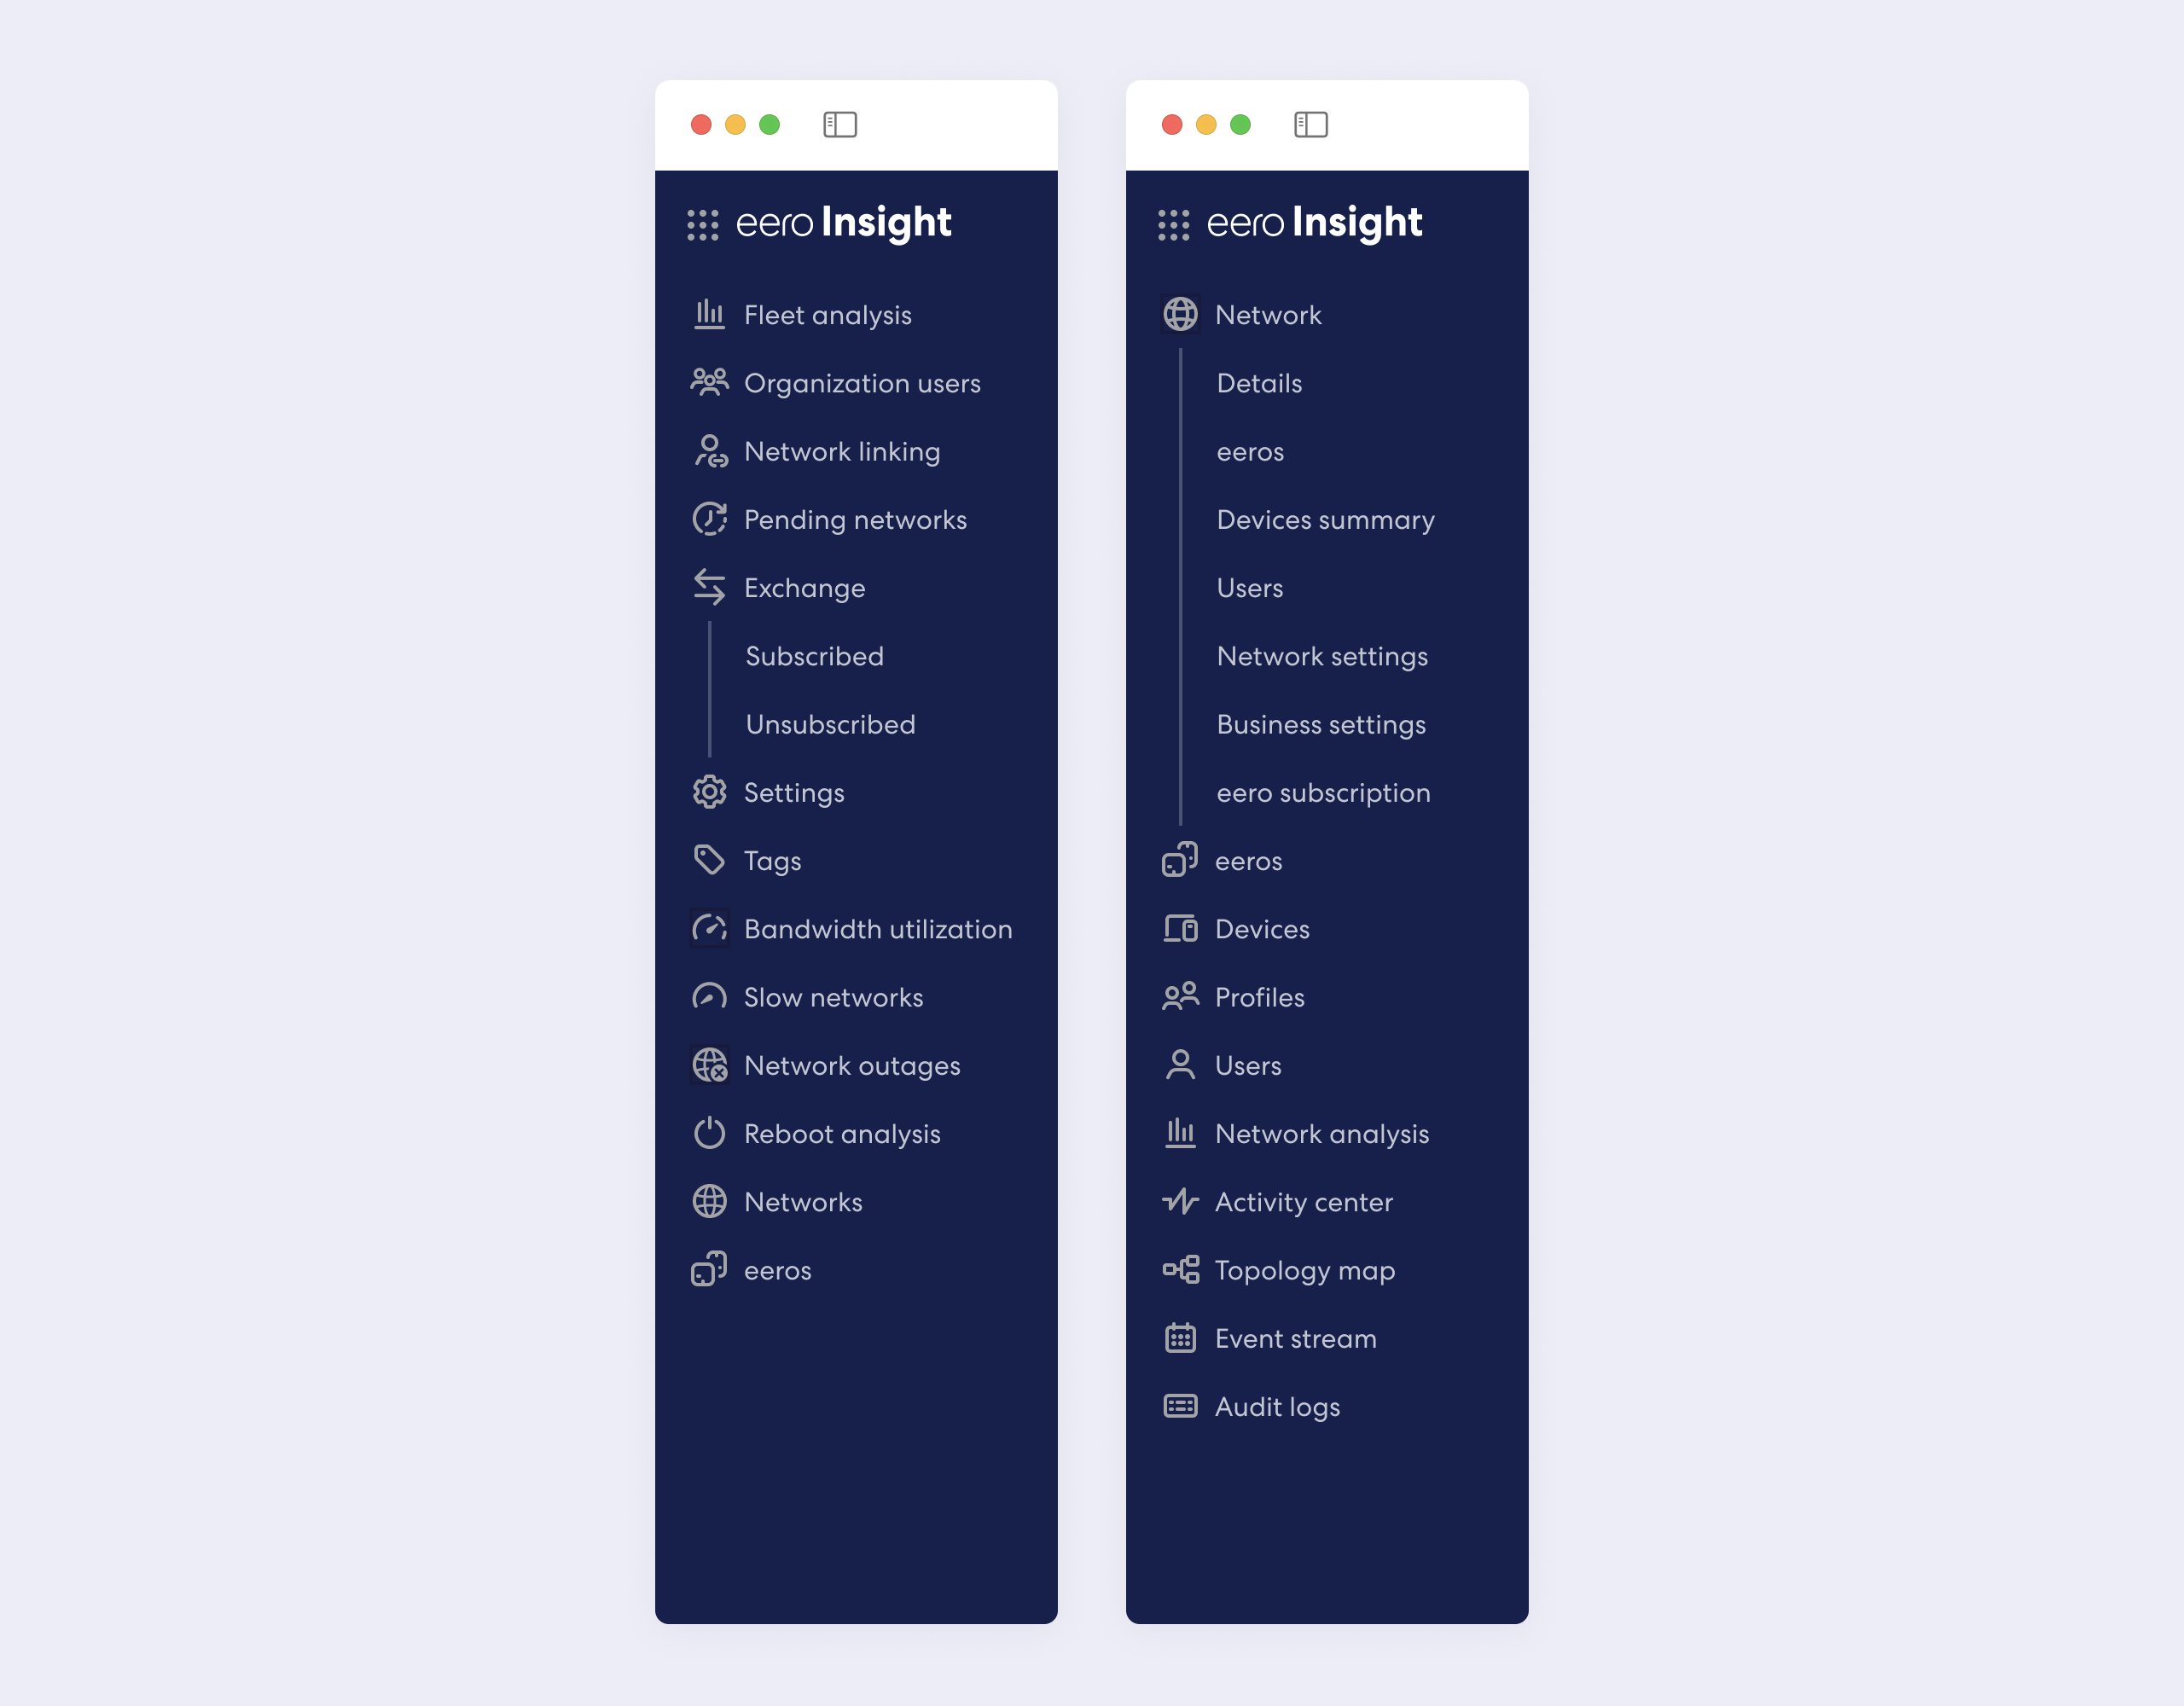 eero Insight
Fleet analysis
Organization users
Network linking
Pending networks
Exchange
Subscribed
Unsubscribed
Settings
Tags
Bandwidth utilization
Slow networks
Network outages
Reboot analysis
Networks
eeros
eero Insight
Network
Details
eeros
Devices summary
Users
Network settings
Business settings
eero subscription
eeros
Devices
Profiles
Users
Network analysis
Activity center
Topology map
Event stream
Audit logs